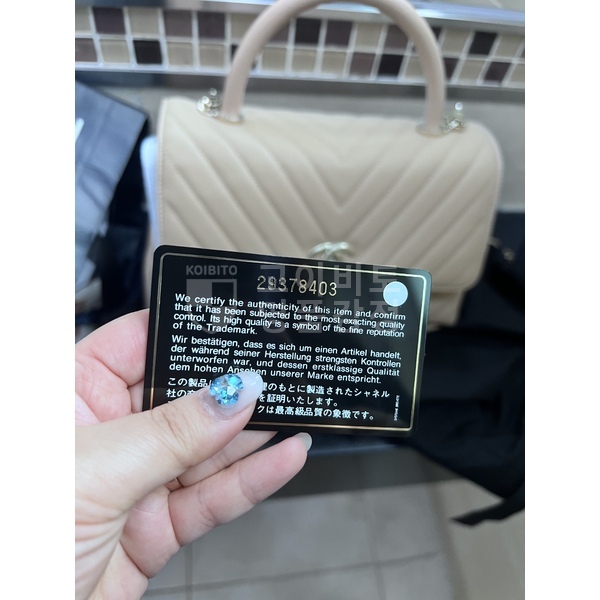 KOIBITO
코이비토
29378403
We certify the authenticity of this item and confirm
that it has been subjected to the most exacting quality
control. Its high quality is a symbol of the fine reputation
of the Trademark.
Wir bestätigen, dass es sich um einen Artikel handelt,
der während seiner Herstellung strengsten Kontrollen
unterworfen war, und dessen erstklassige Qualität
dem hohen Ansehen unserer Marke entspricht.
この製品は 理のもとに製造されたシャネル
社の を証明いたします。
クは最高級品質の象徴です。